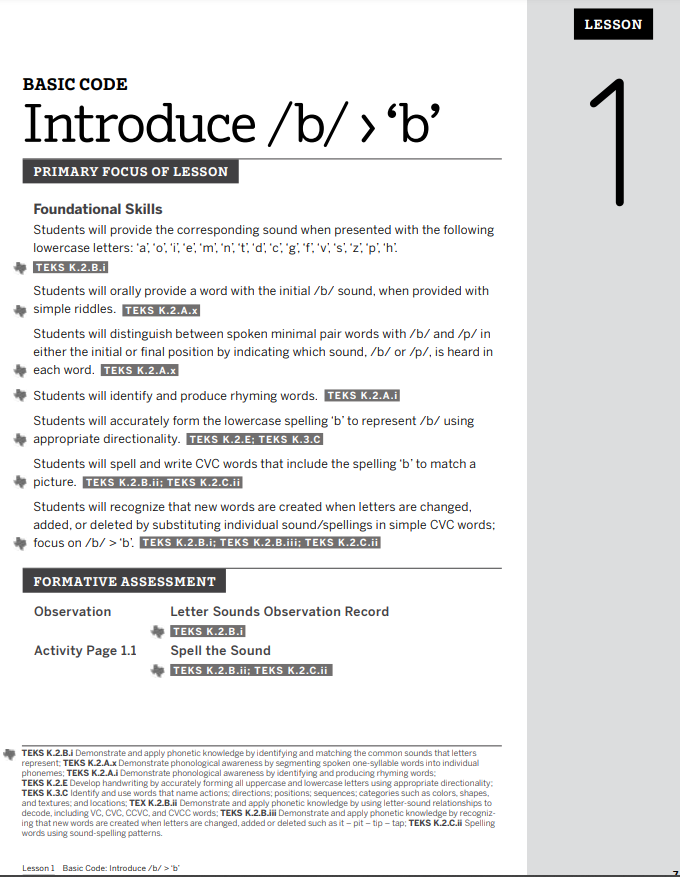 LESSON
1
BASIC CODE
Introduce /b/ > ‘b’
PRIMARY FOCUS OF LESSON
Foundational Skills
Students will provide the corresponding sound when presented with the following
lowercase letters: ‘a’, ‘o’, ‘i’, ‘e’, ‘m’, ‘n’, ‘t’, ‘d’, ‘c’, ‘g’, ‘f’, ‘v’, ‘s’, ‘z’, ‘p’, ‘h’.
TEKS K.2.B.i
Students will orally provide a word with the initial /b/ sound, when provided with
simple riddles. TEKS K.2.A.x
Students will distinguish between spoken minimal pair words with /b/ and /p/ in
either the initial or final position by indicating which sound, /b/ or /p/, is heard in
each word. TEKS K.2.A.x
Students will identify and produce rhyming words. TEKS K.2.A.i
Students will accurately form the lowercase spelling ‘b’ to represent /b/ using
appropriate directionality. TEKS K.2.E; TEKS K.3.C
Students will spell and write CVC words that include the spelling ‘b’ to match a
picture. TEKS K.2.B.ii; TEKS K.2.C.ii
Students will recognize that new words are created when letters are changed,
added, or deleted by substituting individual sound/spellings in simple CVC words;
focus on /b/ > ‘b’. TEKS K.2.B.i; TEKS K.2.B.iii; TEKS K.2.C.ii
FORMATIVE ASSESSMENT
Observation Letter Sounds Observation Record
TEKS K.2.B.i
Activity Page 1.1 Spell the Sound
TEKS K.2.B.ii; TEKS K.2.C.ii
TEKS K.2.B.i Demonstrate and apply phonetic knowledge by identifying and matching the common sounds that letters
represent; TEKS K.2.A.x Demonstrate phonological awareness by segmenting spoken one-syllable words into individual
phonemes; TEKS K.2.A.i Demonstrate phonological awareness by identifying and producing rhyming words;
TEKS K.2.E Develop handwriting by accurately forming all uppercase and lowercase letters using appropriate directionality;
TEKS K.3.C Identify and use words that name actions; directions; positions; sequences; categories such as colors, shapes,
and textures; and locations; TEX K.2.B.ii Demonstrate and apply phonetic knowledge by using letter-sound relationships to
decode, including VC, CVC, CCVC, and CVCC words; TEKS K.2.B.iii Demonstrate and apply phonetic knowledge by recogniz-
ing that new words are created when letters are changed, added or deleted such as it – pit – tip – tap; TEKS K.2.C.ii Spelling
words using sound-spelling patterns.
Lesson 1 Basic Code: Introduce /b/ > ‘b’